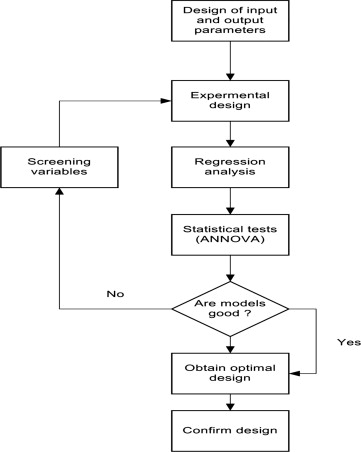 Design of input
and output
parameters
Expermental
design
Screening
variables
Regression
analysis
Statistical tests
(ANNOVA)
No
Are models
good ?
Yes
Obtain optimal
design
Confirm design